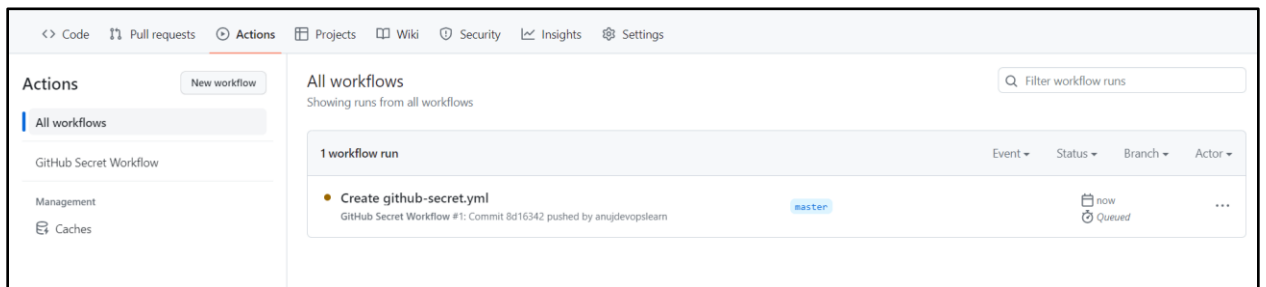 Code Pull requests Actions Projects Wiki Security Insights Settings
Actions
New workflow
All workflows
GitHub Secret Workflow
Management
Caches
All workflows
Showing runs from all workflows
Filter workflow runs
1 workflow run
Event Status Branch Actor
Create github-secret.yml
GitHub Secret Workflow #1: Commit 8d16342 pushed by anujdevopslearn
master
now
Queued